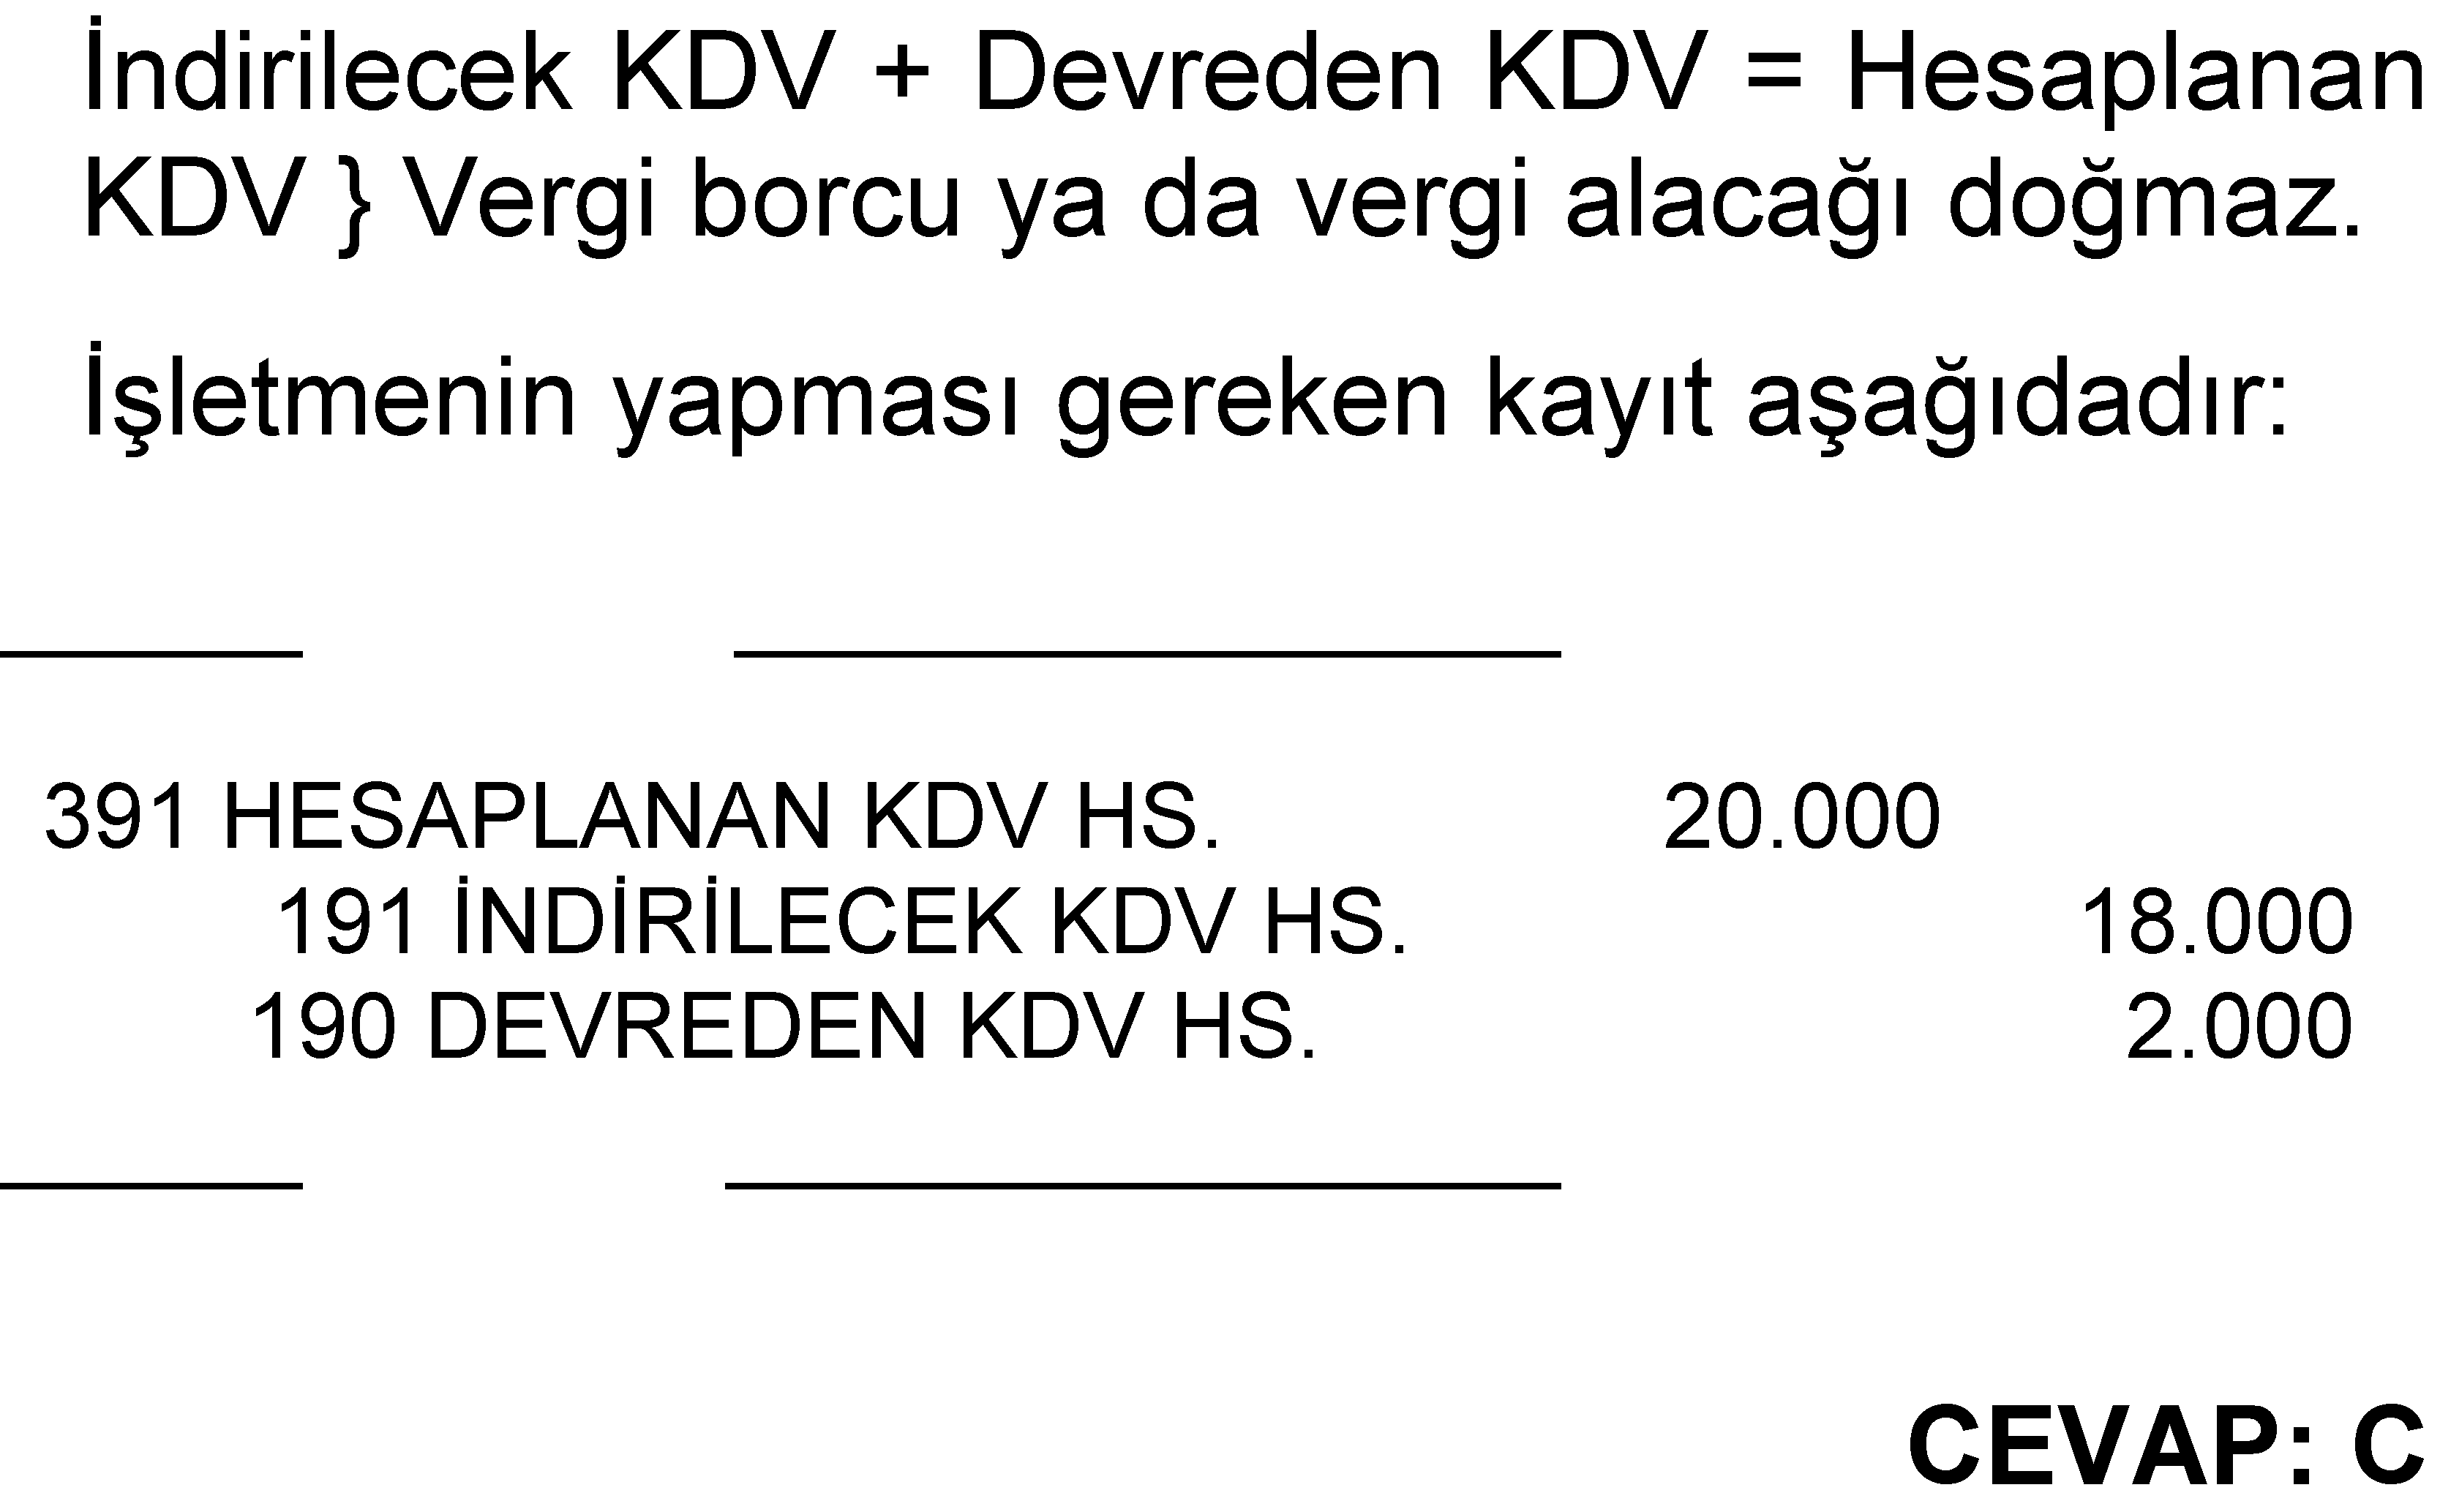 İndirilecek KDV + Devreden KDV = Hesaplanan
KDV } Vergi borcu ya da vergi alacağı doğmaz.
İşletmenin yapması gereken kayıt aşağıdadır:
391 HESAPLANAN KDV HS. 20.000
191 İNDİRİLECEK KDV HS. 18.000
190 DEVREDEN KDV HS. 2.000
CEVAP: C